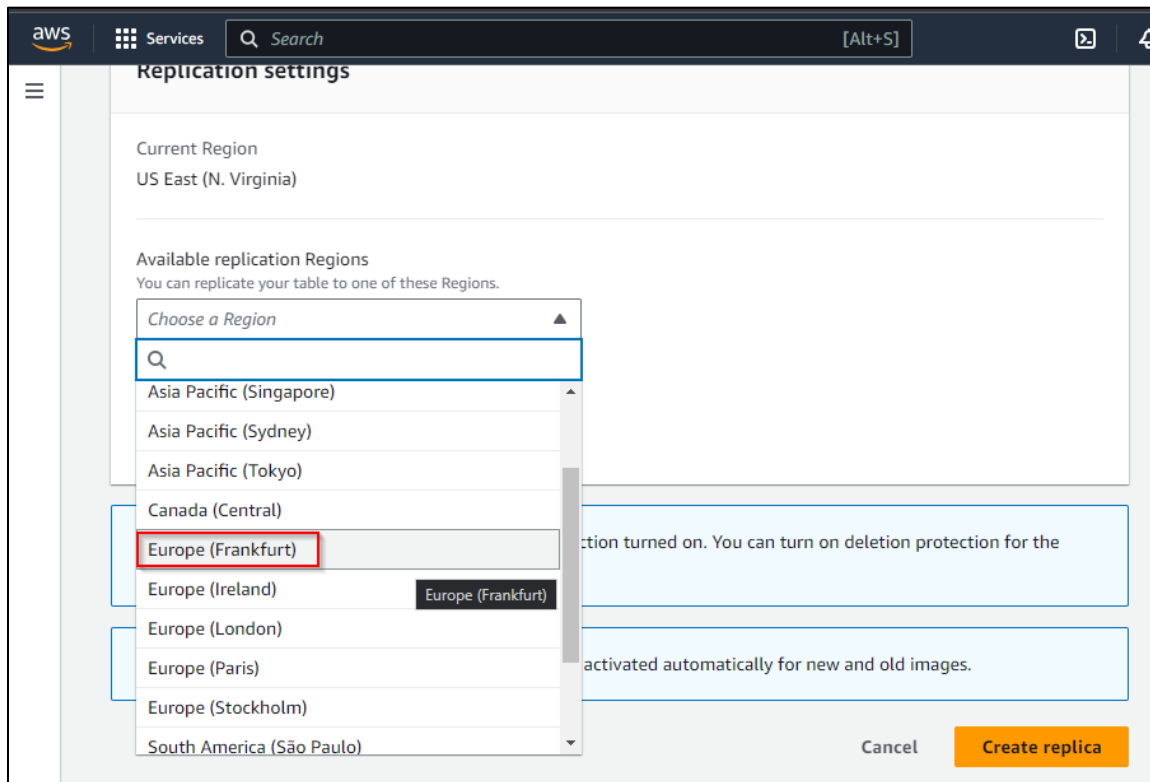 aws
Services
Search
[Alt+S]
Replication settings
Current Region
US East (N. Virginia)
Available replication Regions
You can replicate your table to one of these Regions.
Choose a Region
Asia Pacific (Singapore)
Asia Pacific (Sydney)
Asia Pacific (Tokyo)
Canada (Central)
Europe (Frankfurt)
ction turned on. You can turn on deletion protection for the
Europe (Ireland)
Europe (Frankfurt)
Europe (London)
Europe (Paris)
activated automatically for new and old images.
Europe (Stockholm)
South America (São Paulo)
Cancel
Create replica